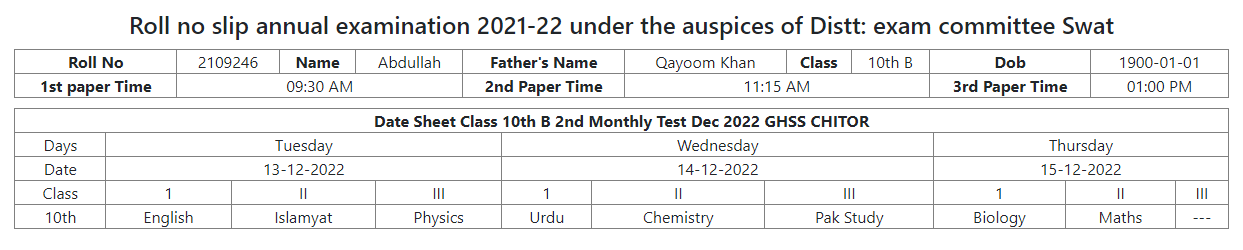 Roll no slip annual examination 2021-22 under the auspices of Distt: exam committee Swat
Roll No 2109246 Name Abdullah Father's Name Qayoom Khan Class 10th B Dob 1900-01-01
1st paper Time 09:30 AM 2nd Paper Time 11:15 AM 3rd Paper Time 01:00 PM
Date Sheet Class 10th B 2nd Monthly Test Dec 2022 GHSS CHITOR
Days Tuesday Wednesday Thursday
Date 13-12-2022 14-12-2022 15-12-2022
Class 1 II III 1 II III 1 II III
10th English Islamyat Physics Urdu Chemistry Pak Study Biology Maths ---